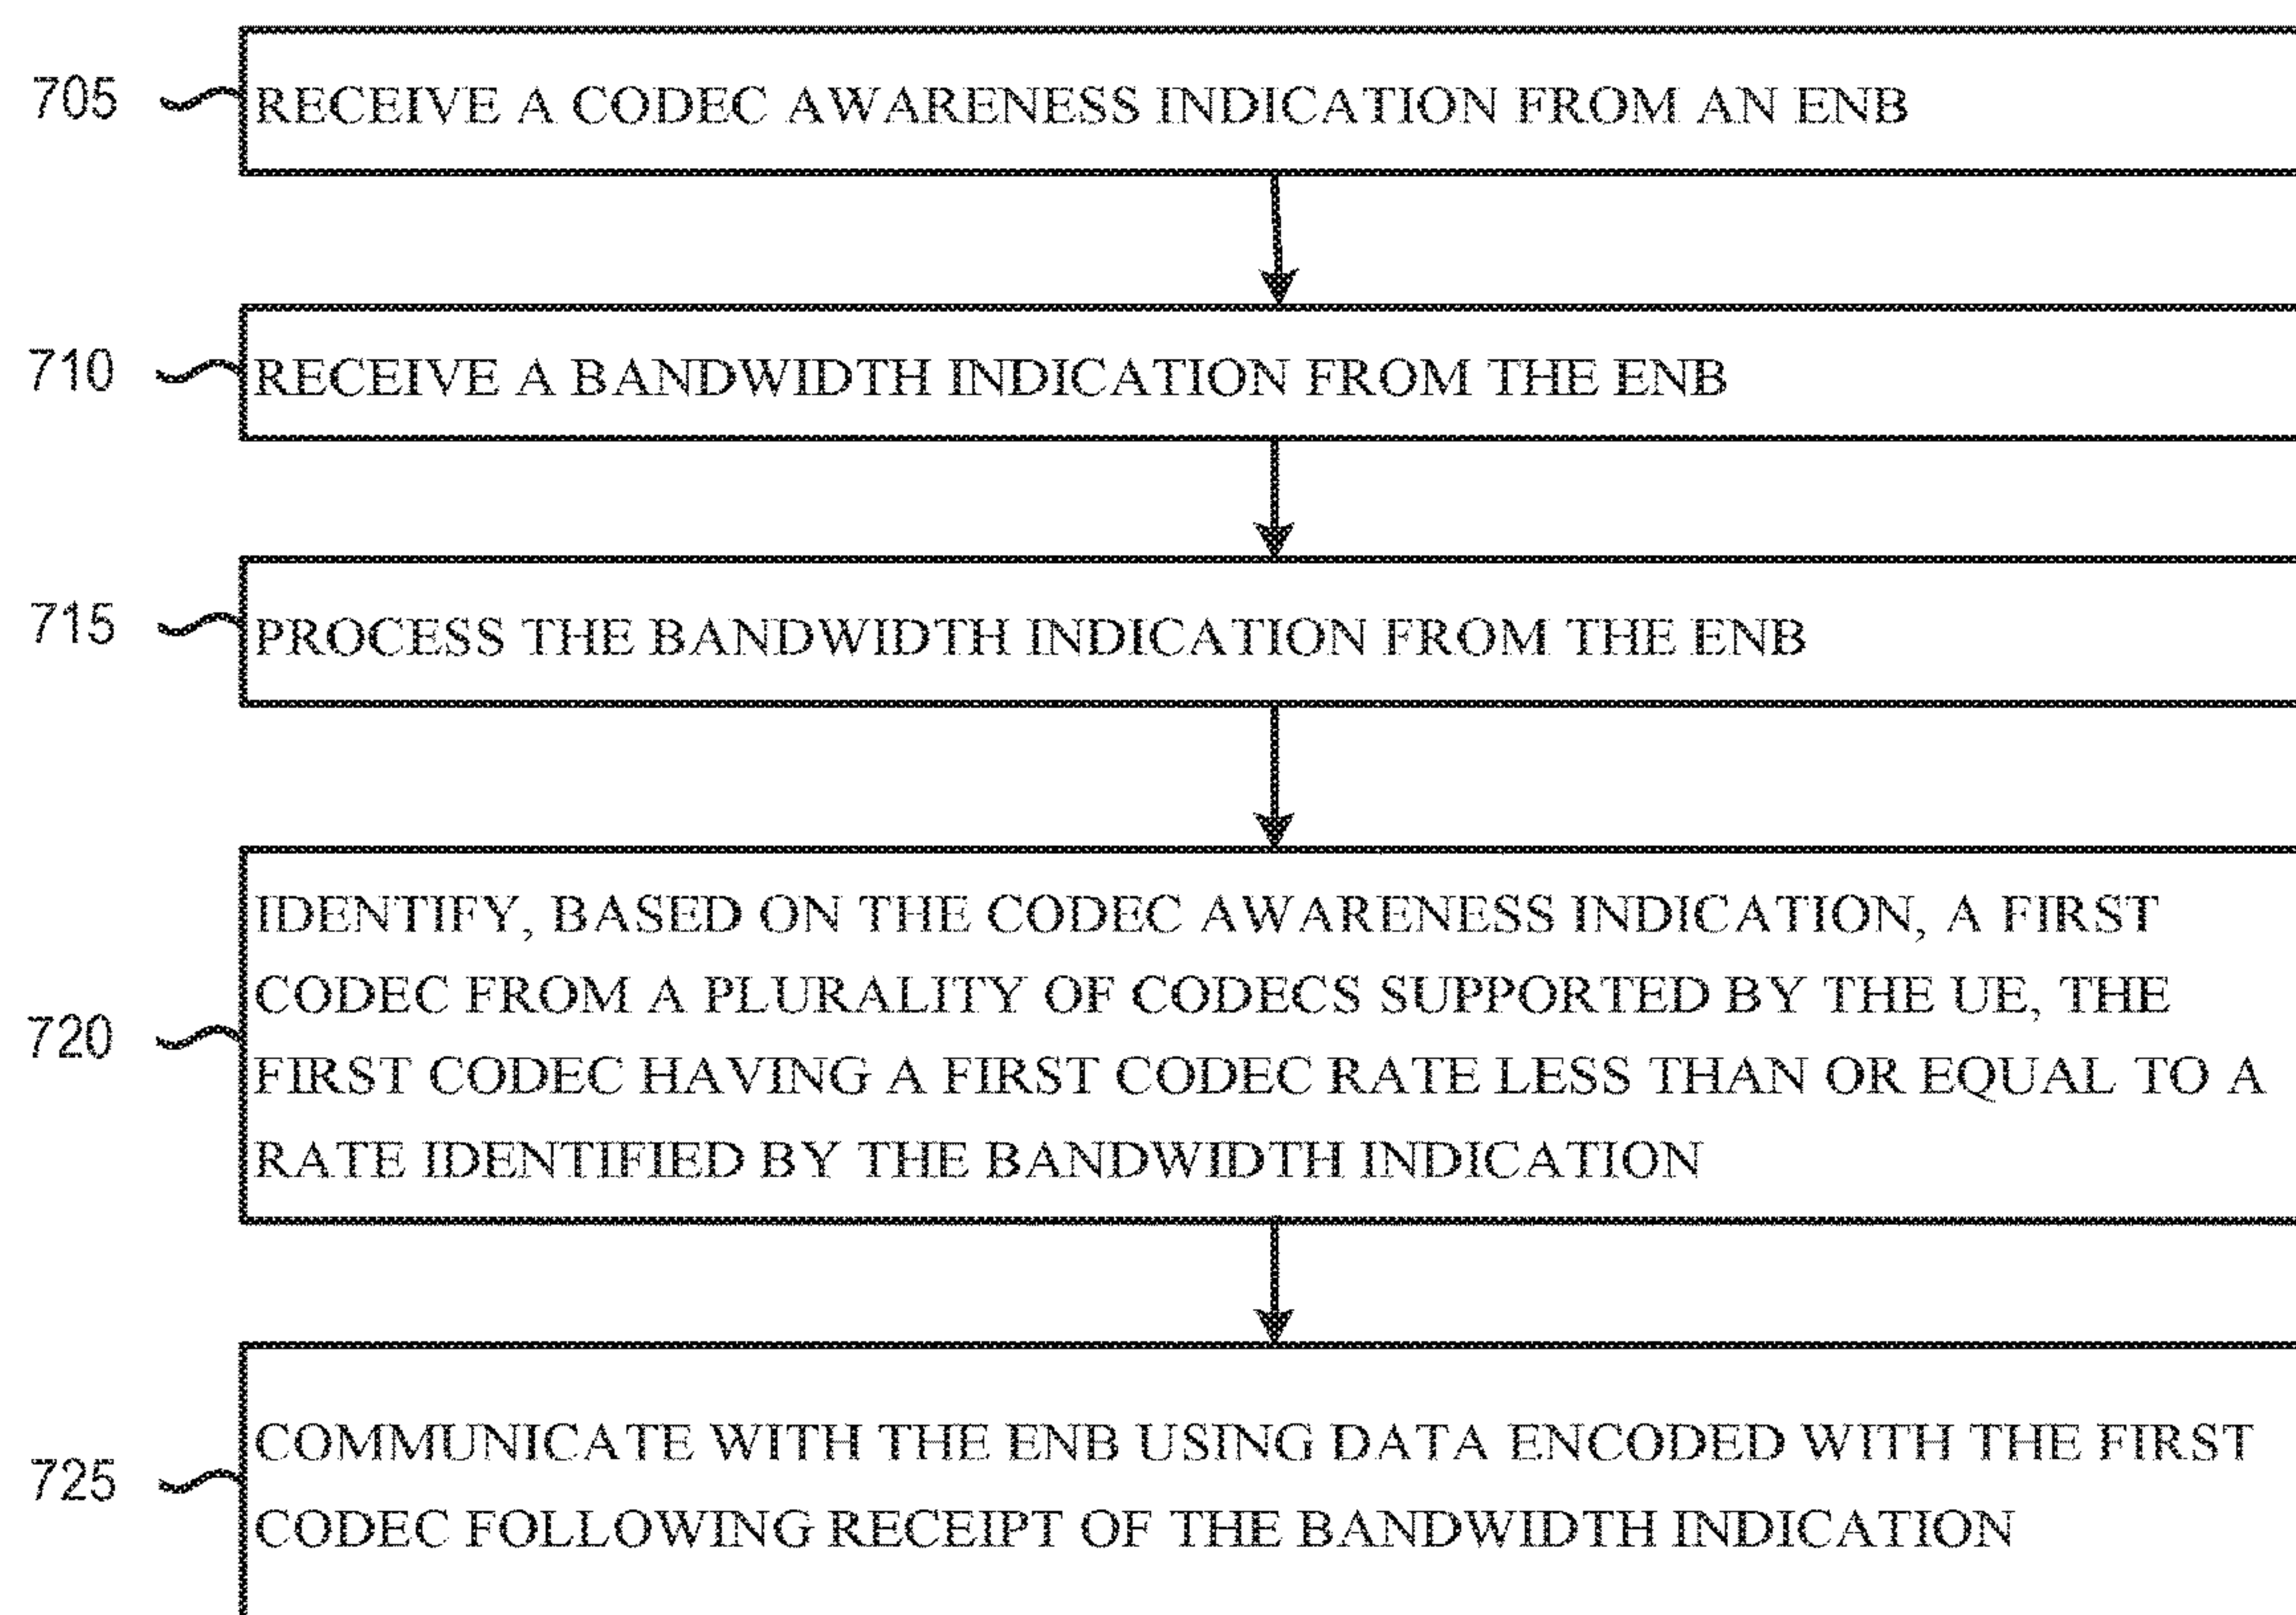 705
RECEIVE A CODEC AWARENESS INDICATION FROM AN ENB
710
RECEIVE A BANDWIDTH INDICATION FROM THE ENB
715
PROCESS THE BANDWIDTH INDICATION FROM THE ENB
720
IDENTIFY, BASED ON THE CODEC AWARENESS INDICATION, A FIRST
CODEC FROM A PLURALITY OF CODECS SUPPORTED BY THE UE, THE
FIRST CODEC HAVING A FIRST CODEC RATE LESS THAN OR EQUAL TO A
RATE IDENTIFIED BY THE BANDWIDTH INDICATION
725
COMMUNICATE WITH THE ENB USING DATA ENCODED WITH THE FIRST
CODEC FOLLOWING RECEIPT OF THE BANDWIDTH INDICATION